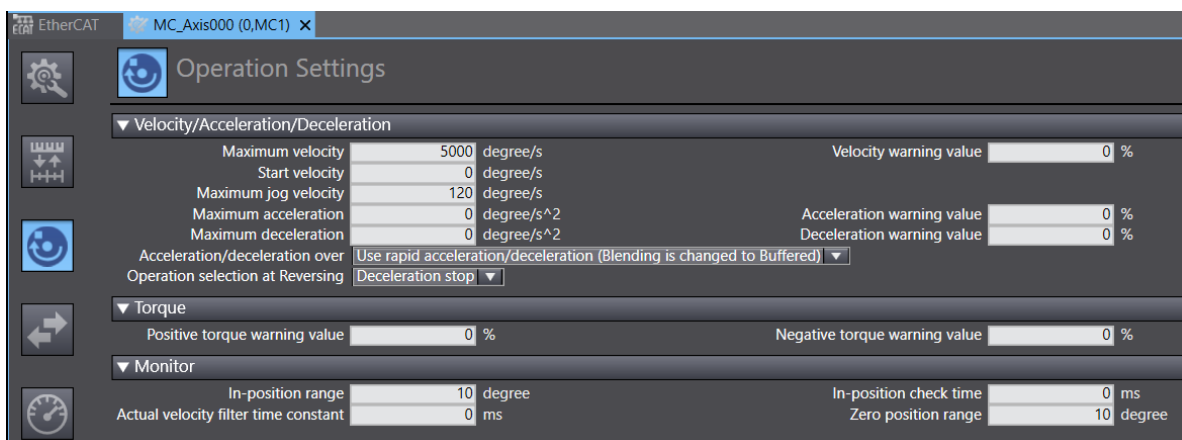 EtherCAT MC_Axis000 (0,MC1) ×
Operation Settings
▼ Velocity/Acceleration/Deceleration
Maximum velocity 5000 degree/s Velocity warning value 0 %
Start velocity 0 degree/s
Maximum jog velocity 120 degree/s
Maximum acceleration 0 degree/s^2 Acceleration warning value 0 %
Maximum deceleration 0 degree/s^2 Deceleration warning value 0 %
Acceleration/deceleration over Use rapid acceleration/deceleration (Blending is changed to Buffered) ▼
Operation selection at Reversing Deceleration stop ▼
▼ Torque
Positive torque warning value 0 % Negative torque warning value 0 %
▼ Monitor
In-position range 10 degree In-position check time 0 ms
Actual velocity filter time constant 0 ms Zero position range 10 degree